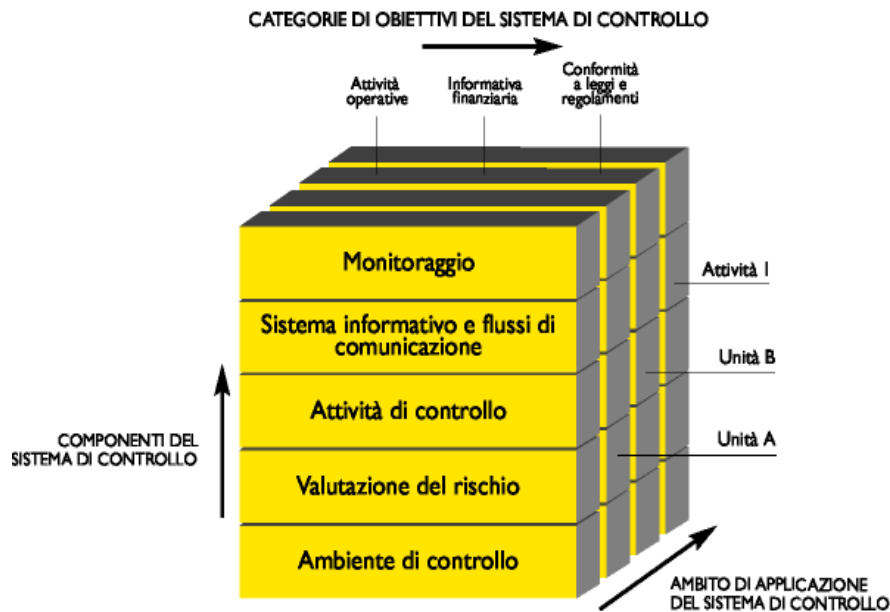 CATEGORIE DI OBIETTIVI DEL SISTEMA DI CONTROLLO
Attività
operative
Informativa
finanziaria
Conformità
a leggi e
regolamenti
Monitoraggio
Sistema informativo e flussi di
comunicazione
Attività di controllo
Valutazione del rischio
Ambiente di controllo
COMPONENTI DEL
SISTEMA DI CONTROLLO
Attività 1
Unità B
Unità A
AMBITO DI APPLICAZIONE
DEL SISTEMA DI CONTROLLO